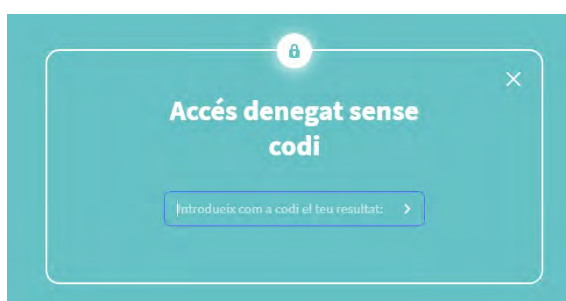 Accés denegat sense
codi
Introdueix com a codi el teu resultat: